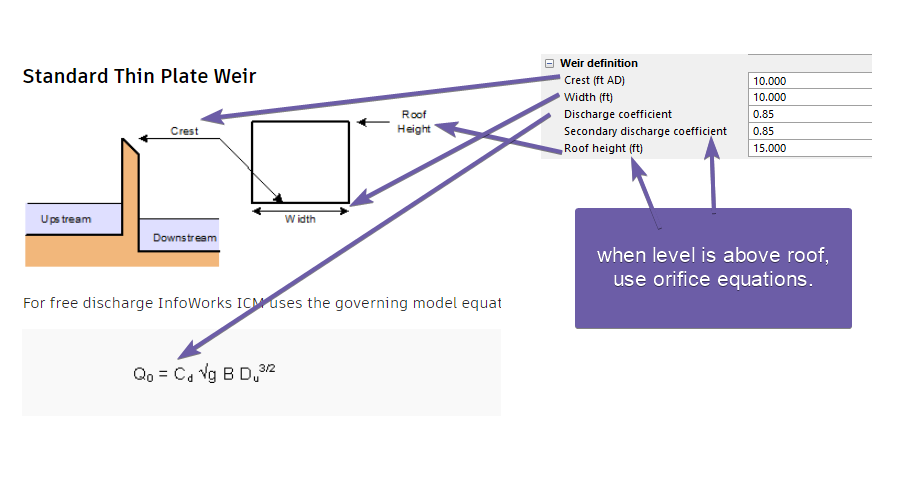 Standard Thin Plate Weir
Crest
Roof
Height
Width
Upstream
Downstream
Weir definition
Crest (ft AD) 10.000
Width (ft) 10.000
Discharge coefficient 0.85
Secondary discharge coefficient 0.85
Roof height (ft) 15.000
when level is above roof,
use orifice equations.
For free discharge InfoWorks ICM uses the governing model equat
Q₀ = C_d √g B D_u^3/2